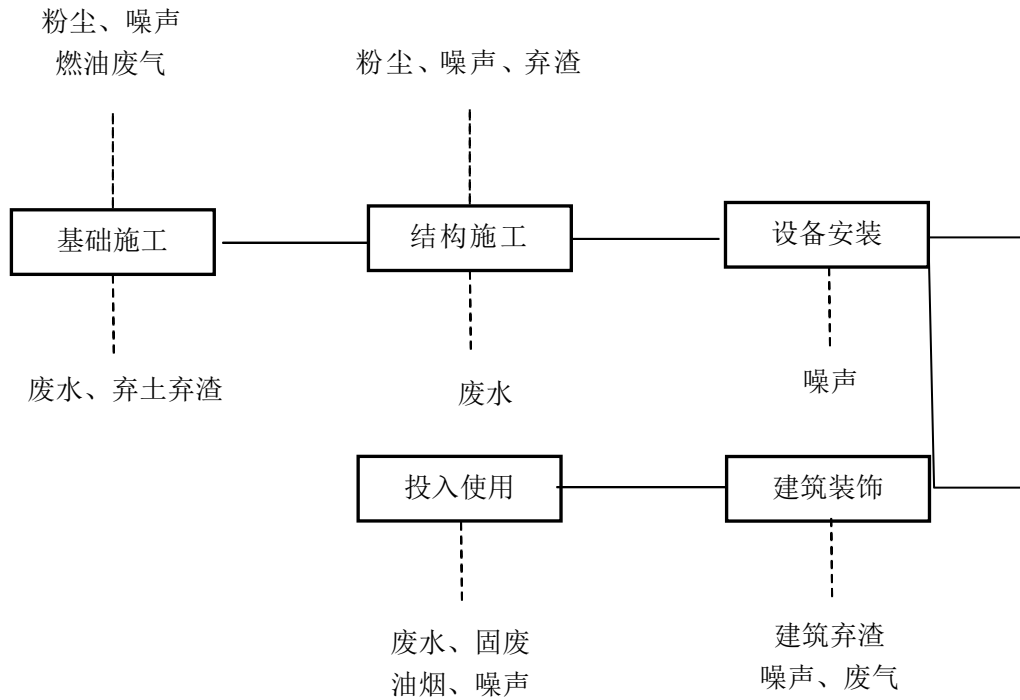 粉尘、噪声
燃油废气
粉尘、噪声、弃渣
基础施工
结构施工
设备安装
废水、弃土弃渣
废水
噪声
投入使用
建筑装饰
废水、固废
油烟、噪声
建筑弃渣
噪声、废气